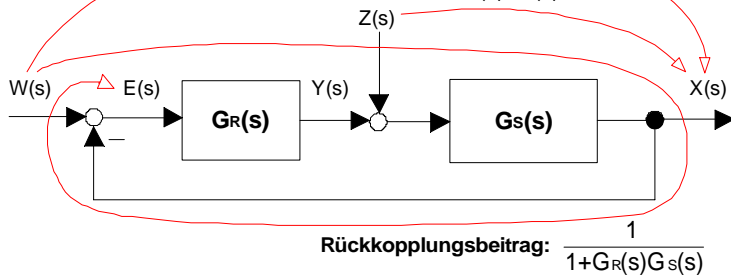 Z(s)
W(s) E(s) Y(s) X(s)
GR(s) GS(s)
–
Rückkopplungsbeitrag: 1
1+GR(s)GS(s)